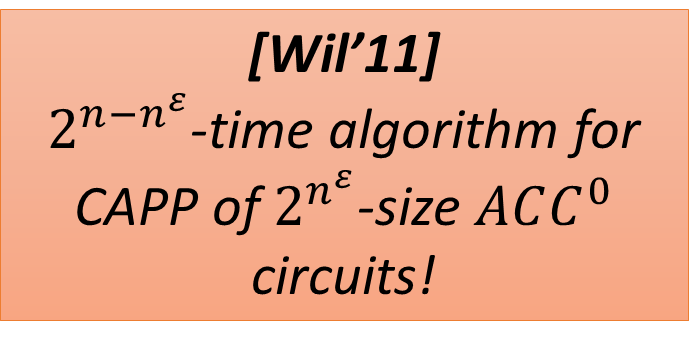 [Wil'11]
2^{n-n^ε}-time algorithm for
CAPP of 2^{n^ε}-size ACC^0
circuits!